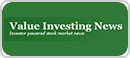 Value Investing News
Investor powered stock market news